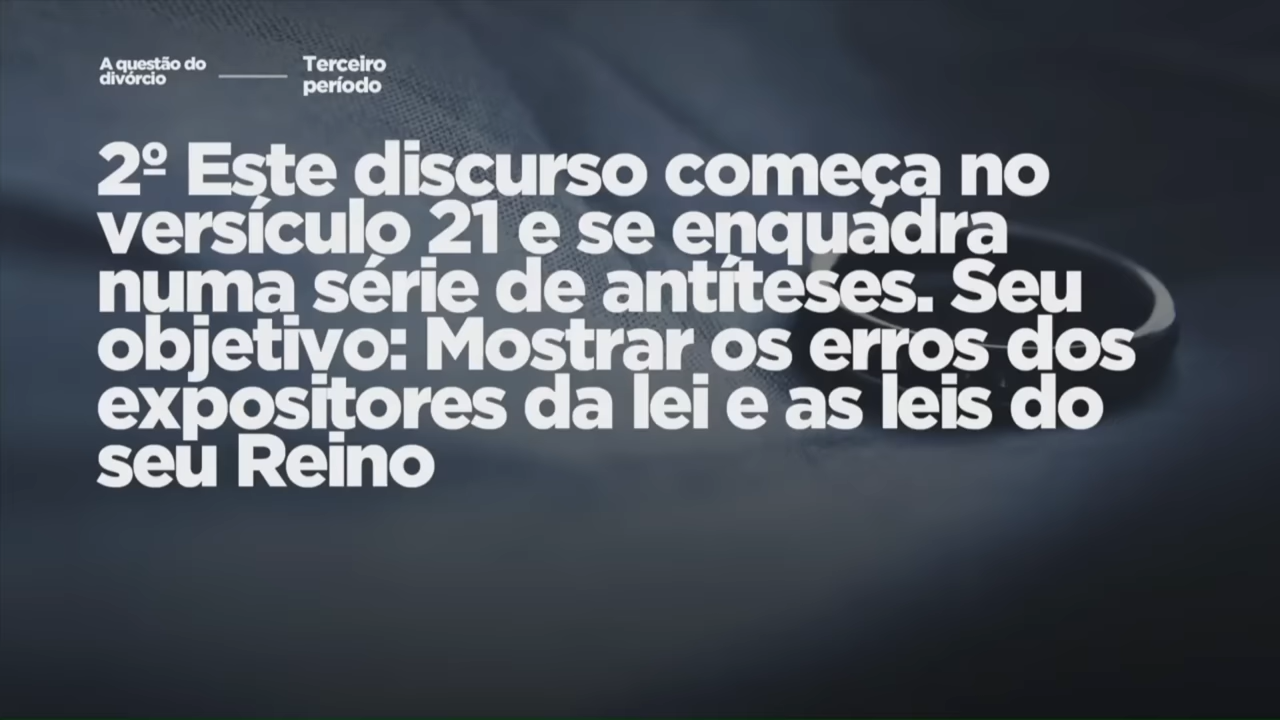 A questão do
divórcio
Terceiro
período
2º Este discurso começa no
versículo 21 e se enquadra
numa série de antíteses. Seu
objetivo: Mostrar os erros dos
expositores da lei e as leis do
seu Reino